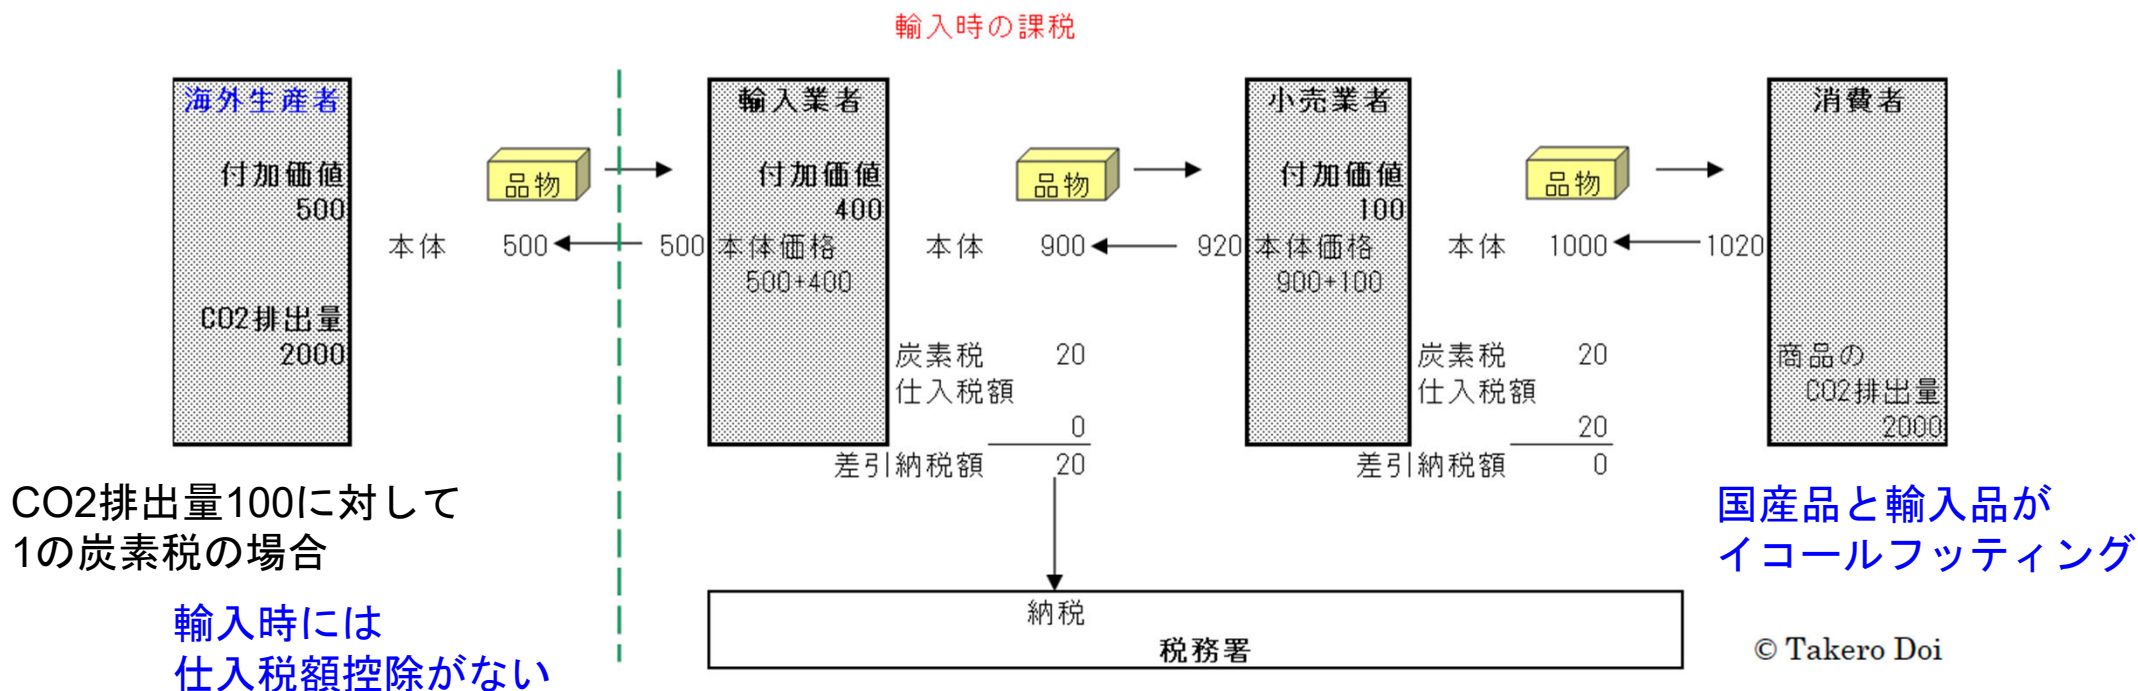 輸入時の課税
海外生産者
付加価値
500
CO2排出量
2000
品物
本体 500
500
輸入業者
付加価値
400
本体価格
500+400
品物
本体 900
920
炭素税 20
仕入税額
0
差引納税額 20
小売業者
付加価値
100
本体価格
900+100
品物
本体 1000
1020
炭素税 20
仕入税額
20
差引納税額 0
消費者
商品の
CO2排出量
2000
CO2排出量100に対して
1の炭素税の場合
輸入時には
仕入税額控除がない
国産品と輸入品が
イコールフッティング
納税
税務署
© Takero Doi